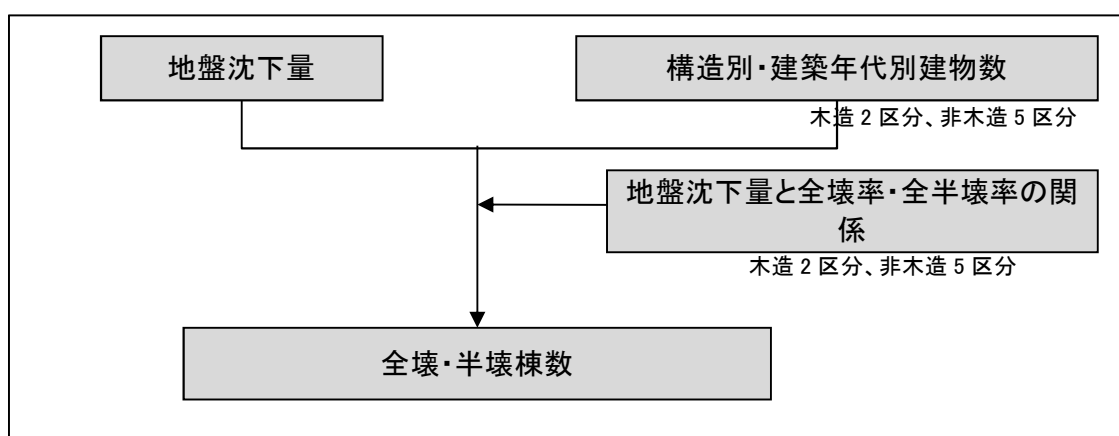 地盤沈下量
構造別・建築年代別建物数
木造 2 区分、非木造 5 区分
地盤沈下量と全壊率・全半壊率の関
係
木造 2 区分、非木造 5 区分
全壊・半壊棟数